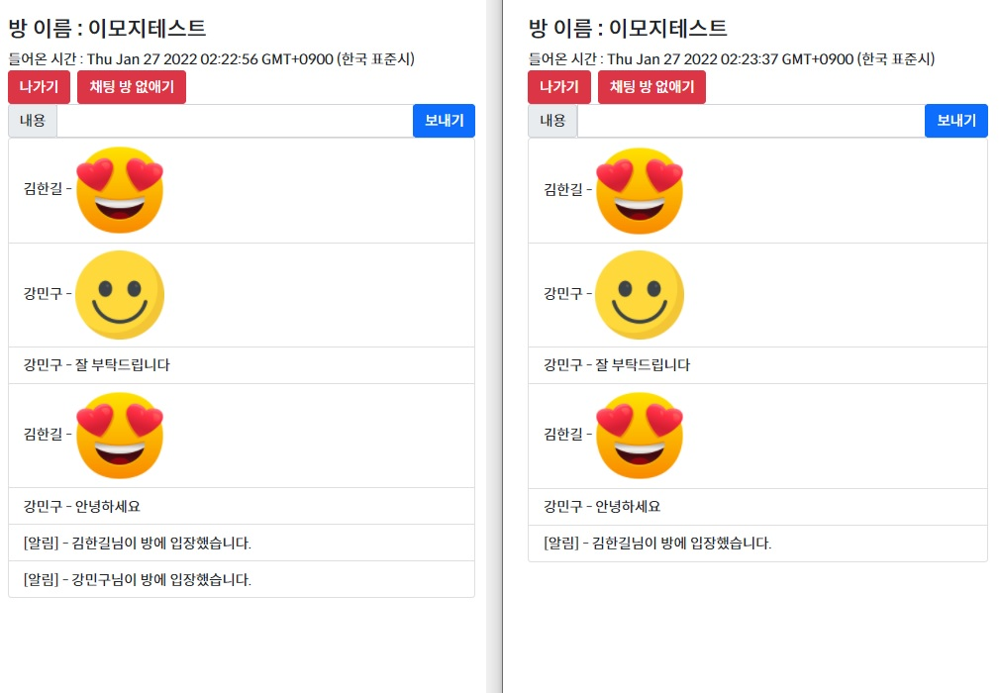 방 이름 : 이모지테스트
들어온 시간 : Thu Jan 27 2022 02:22:56 GMT+0900 (한국 표준시)
나가기 채팅 방 없애기
내용 보내기
김한길 -
강민구 -
강민구 - 잘 부탁드립니다
김한길 -
강민구 - 안녕하세요
[알림] - 김한길님이 방에 입장했습니다.
[알림] - 강민구님이 방에 입장했습니다.
방 이름 : 이모지테스트
들어온 시간 : Thu Jan 27 2022 02:23:37 GMT+0900 (한국 표준시)
나가기 채팅 방 없애기
내용 보내기
김한길 -
강민구 -
강민구 - 잘 부탁드립니다
김한길 -
강민구 - 안녕하세요
[알림] - 김한길님이 방에 입장했습니다.